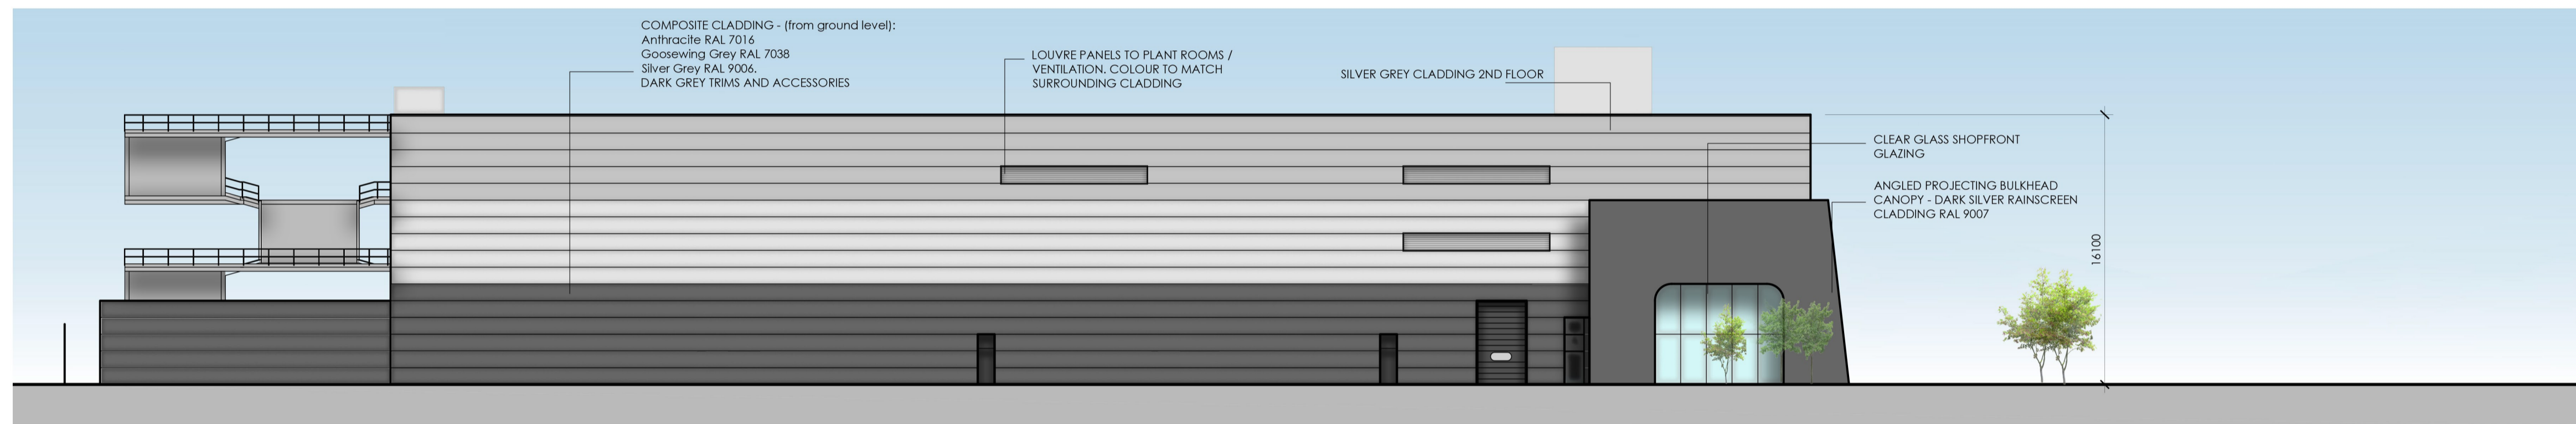 COMPOSITE CLADDING - (from ground level):
Anthracite RAL 7016
Goosewing Grey RAL 7038
Silver Grey RAL 9006.
DARK GREY TRIMS AND ACCESSORIES
LOUVRE PANELS TO PLANT ROOMS /
VENTILATION. COLOUR TO MATCH
SURROUNDING CLADDING
SILVER GREY CLADDING 2ND FLOOR
CLEAR GLASS SHOPFRONT
GLAZING
ANGLED PROJECTING BULKHEAD
CANOPY - DARK SILVER RAINSCREEN
CLADDING RAL 9007
16100